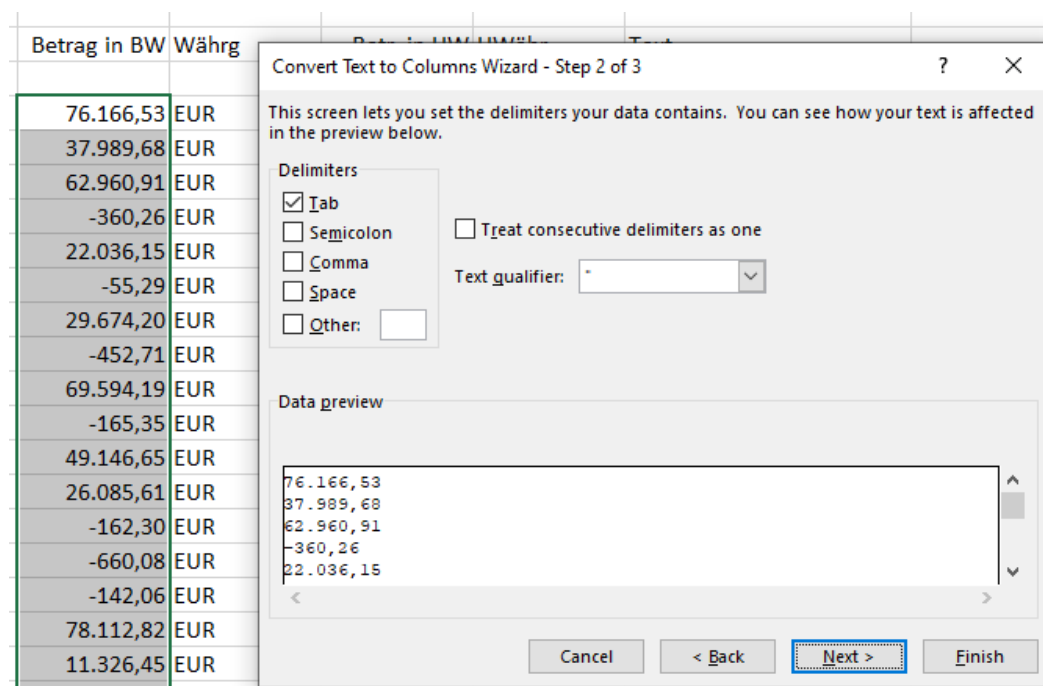 Betrag in BW Währg
Convert Text to Columns Wizard - Step 2 of 3 ?
This screen lets you set the delimiters your data contains. You can see how your text is affected
in the preview below.
Delimiters
Tab
Semicolon
Comma
Space
Other:
Treat consecutive delimiters as one
Text qualifier: "
Data preview
76.166,53
37.989,68
62.960,91
-360,26
22.036,15
Cancel < Back Next > Finish
76.166,53 EUR
37.989,68 EUR
62.960,91 EUR
-360,26 EUR
22.036,15 EUR
-55,29 EUR
29.674,20 EUR
-452,71 EUR
69.594,19 EUR
-165,35 EUR
49.146,65 EUR
26.085,61 EUR
-162,30 EUR
-660,08 EUR
-142,06 EUR
78.112,82 EUR
11.326,45 EUR